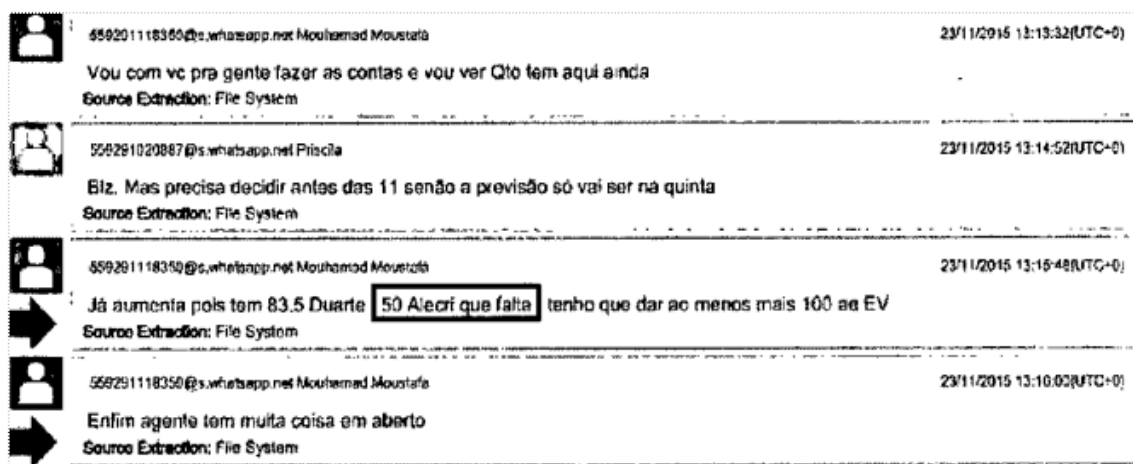 559291118350@s.whatsapp.net Mouhamad Moustafa 23/11/2015 13:13:32(UTC+0)
Vou com vc pra gente fazer as contas e vou ver Qto tem aqui ainda
Source Extraction: File System
559291020887@s.whatsapp.net Priscila 23/11/2015 13:14:52(UTC+0)
Blz. Mas precisa decidir antes das 11 senão a previsão só vai ser na quinta
Source Extraction: File System
559291118350@s.whatsapp.net Mouhamad Moustafa 23/11/2015 13:15:48(UTC+0)
Já aumenta pois tem 83.5 Duarte 50 Alecri que falta tenho que dar ao menos mais 100 ao EV
Source Extraction: File System
559291118350@s.whatsapp.net Mouhamad Moustafa 23/11/2015 13:16:00(UTC+0)
Enfim agente tem muita coisa em aberto
Source Extraction: File System